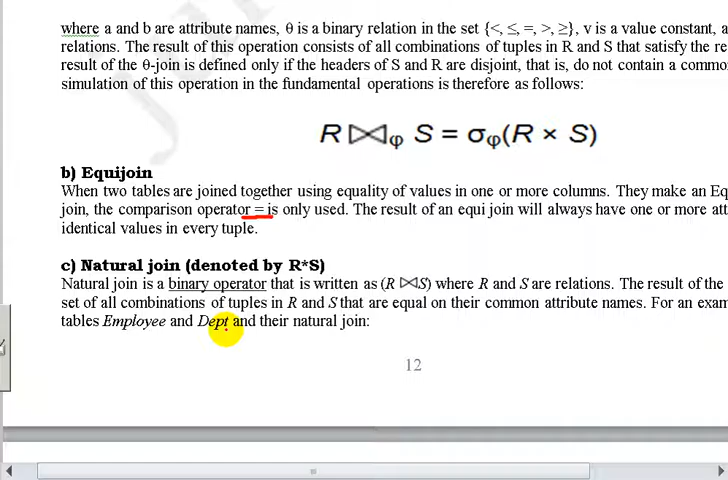 where a and b are attribute names, θ is a binary relation in the set {<, ≤, =, >, ≥}, v is a value constant, a
relations. The result of this operation consists of all combinations of tuples in R and S that satisfy the re
result of the θ-join is defined only if the headers of S and R are disjoint, that is, do not contain a commo
simulation of this operation in the fundamental operations is therefore as follows:
R ⋈φ S = σφ(R × S)
b) Equijoin
When two tables are joined together using equality of values in one or more columns. They make an Eq
join, the comparison operator = is only used. The result of an equi join will always have one or more att
identical values in every tuple.
c) Natural join (denoted by R*S)
Natural join is a binary operator that is written as (R ⋈ S) where R and S are relations. The result of the
set of all combinations of tuples in R and S that are equal on their common attribute names. For an exam
tables Employee and Dept and their natural join:
12